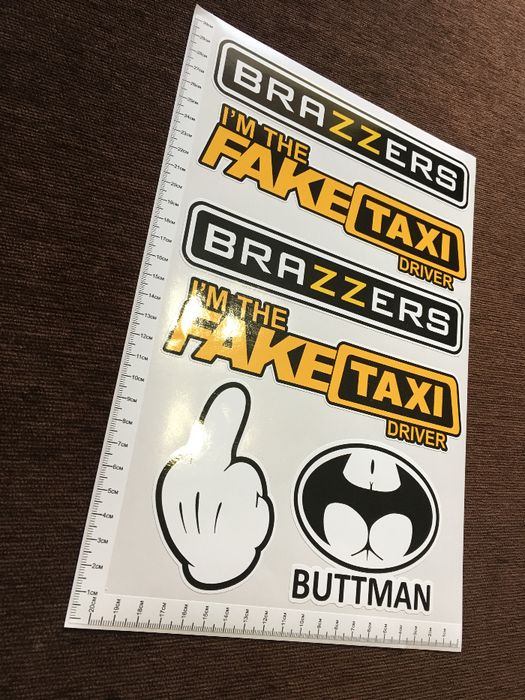 BRAZZERS
I'M THE
FAKE TAXI
DRIVER
BRAZZERS
I'M THE
FAKE TAXI
DRIVER
BUTTMAN